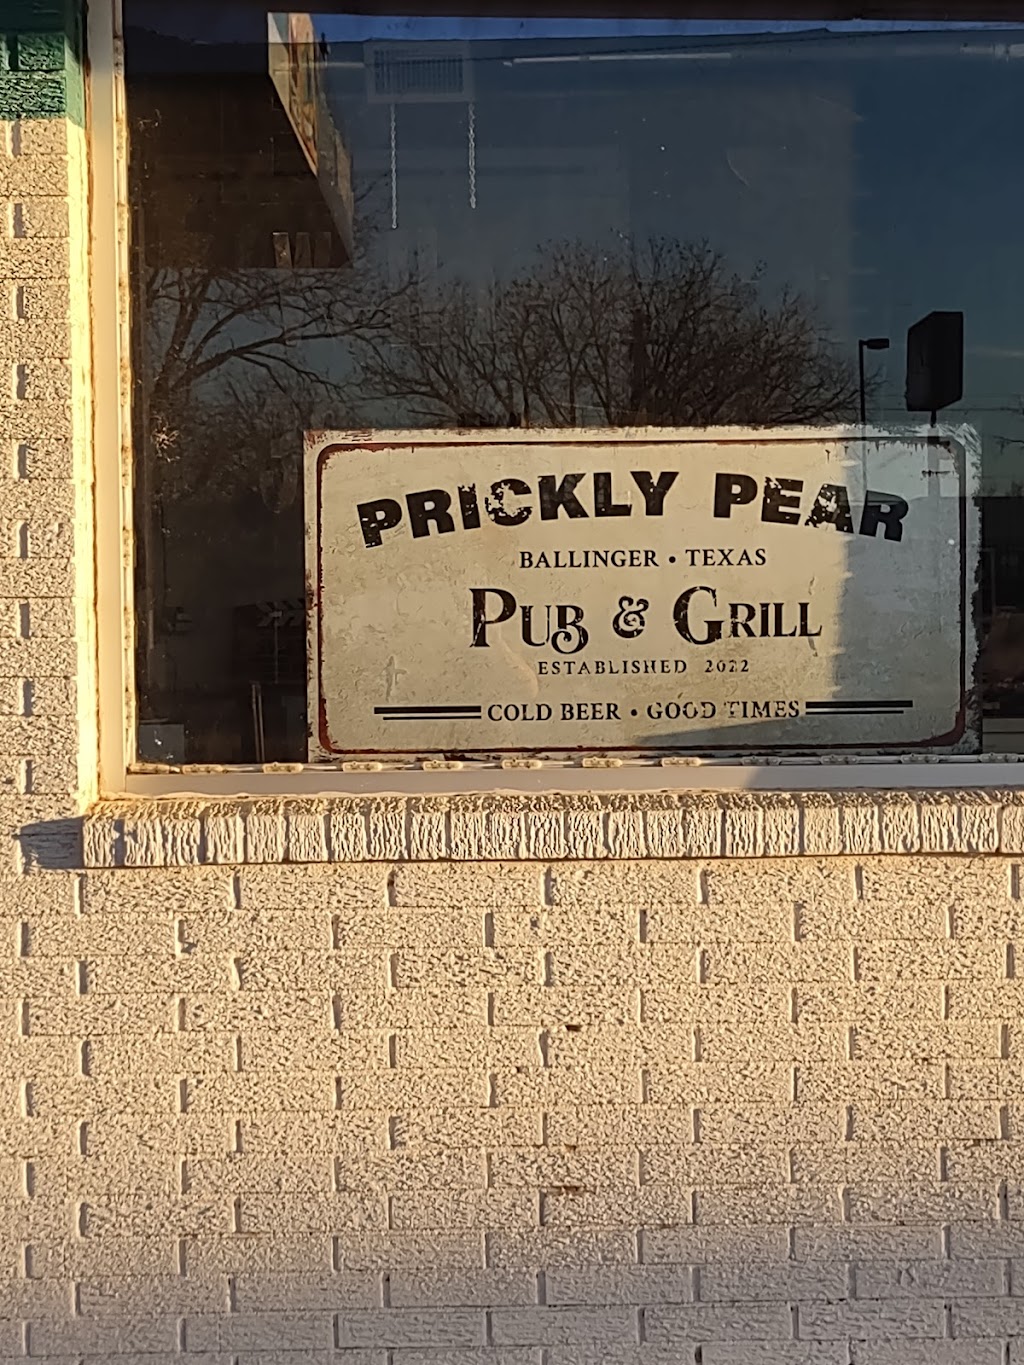 PRICKLY PEAR
BALLINGER • TEXAS
PUB & GRILL
ESTABLISHED 2022
COLD BEER • GOOD TIMES